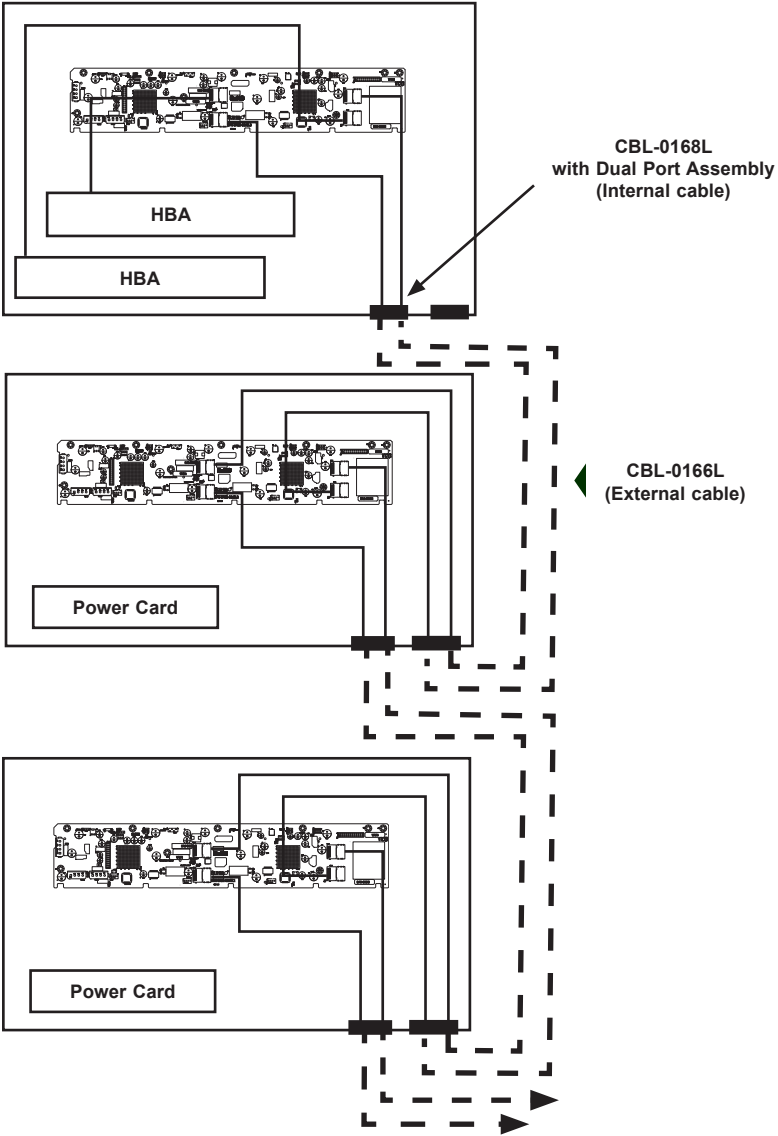 CBL-0168L
with Dual Port Assembly
(Internal cable)
HBA
HBA
CBL-0166L
(External cable)
Power Card
Power Card